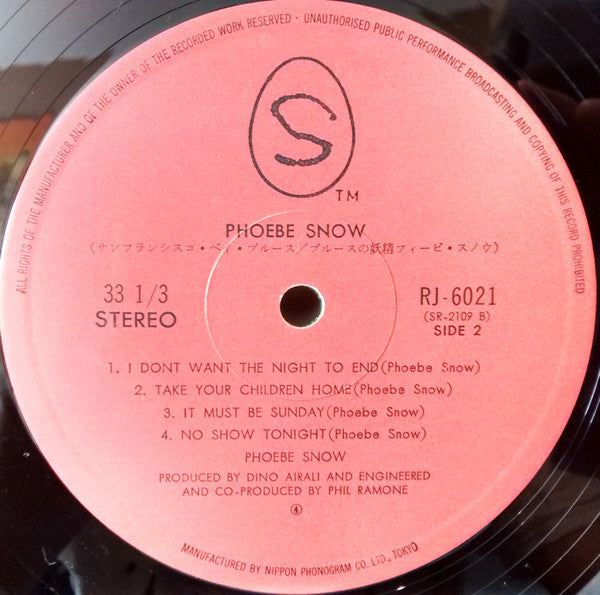 ALL RIGHTS OF THE MANUFACTURER AND OF THE OWNER OF THE RECORDED WORK RESERVED · UNAUTHORISED PUBLIC PERFORMANCE BROADCASTING AND COPYING OF THIS RECORD PROHIBITED
S
TM
PHOEBE SNOW
(サンフランシスコ・ベイ・ブルース/ブルースの妖精フィービ・スノウ)
33 1/3
STEREO
RJ-6021
(SR-2109 B)
SIDE 2
1. I DONT WANT THE NIGHT TO END(Phoebe Snow)
2. TAKE YOUR CHILDREN HOME(Phoebe Snow)
3. IT MUST BE SUNDAY(Phoebe Snow)
4. NO SHOW TONIGHT(Phoebe Snow)
PHOEBE SNOW
PRODUCED BY DINO AIRALI AND ENGINEERED
AND CO-PRODUCED BY PHIL RAMONE
④
MANUFACTURED BY NIPPON PHONOGRAM CO. LTD., TOKYO